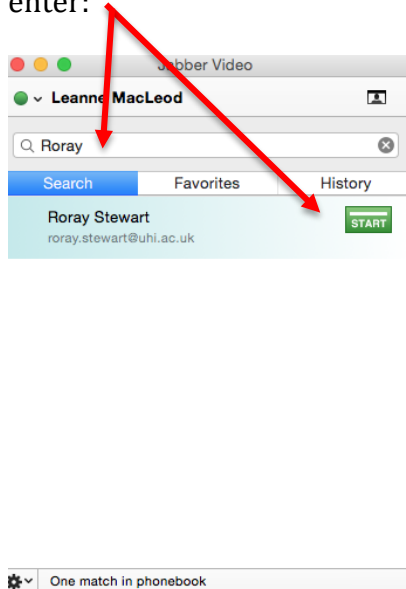 enter:
Jabber Video
Leanne MacLeod
Roray
Search Favorites History
Roray Stewart START
roray.stewart@uhi.ac.uk
One match in phonebook